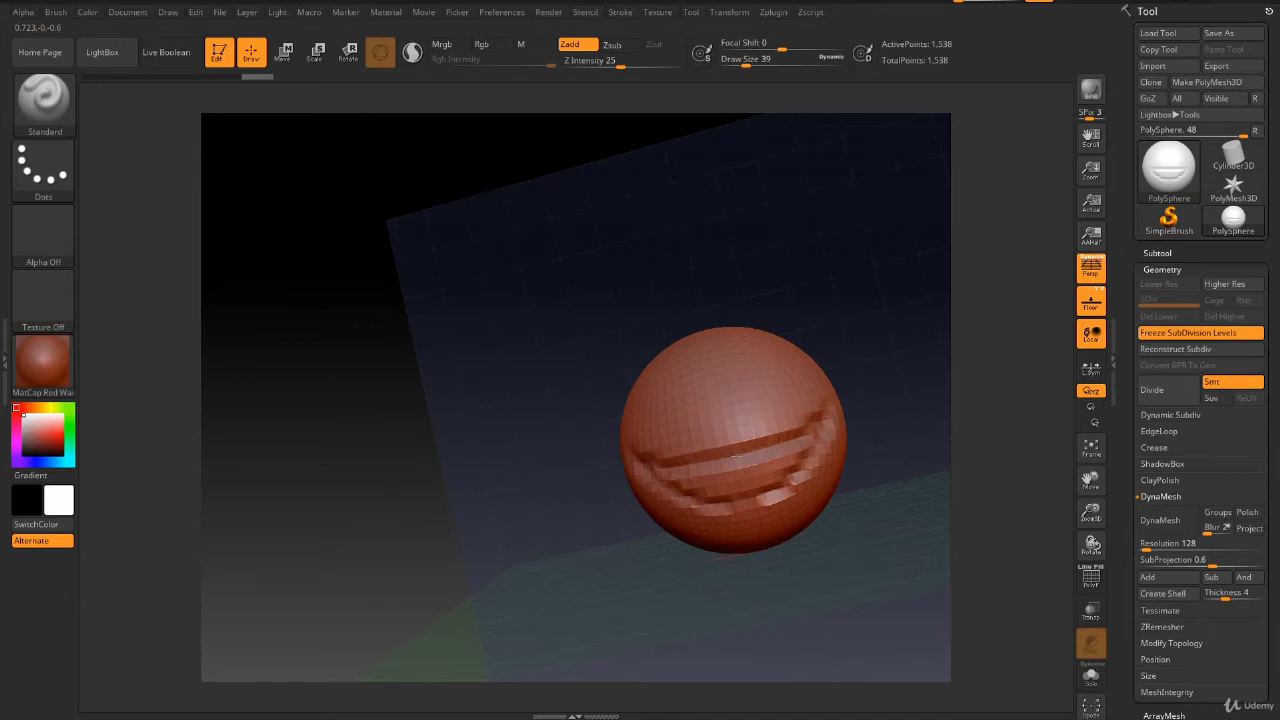 Alpha Brush Color Document Draw Edit File Layer Light Macro Marker Material Movie Picker Preferences Render Stencil Stroke Texture Tool Transform Zplugin Zscript
0.723,-0,-0.6
Home Page LightBox Live Boolean Edit Draw Move Scale Rotate
Mrgb Rgb M Zadd Zsub Zcut
Rgb Intensity Z Intensity 25
Focal Shift 0
Draw Size 39 Dynamic
ActivePoints: 1,538
TotalPoints: 1,538
Standard
Dots
Alpha Off
Texture Off
MatCap Red Wax
Gradient
SwitchColor
Alternate
BPR
SPix 3
Scroll
Zoom
Actual
AAHalf
Dynamic
Persp
Floor
Local
L.Sym
XYZ
Frame
Move
Zoom3D
Rotate
Line Fill
PolyF
Transp
Dynamic
Solo
Xpose
Tool
Load Tool Save As
Copy Tool Paste Tool
Import Export
Clone Make PolyMesh3D
GoZ All Visible R
Lightbox▶Tools
PolySphere. 48 R
PolySphere Cylinder3D
PolyMesh3D
SimpleBrush PolySphere
Subtool
Geometry
Lower Res Higher Res
SDiv Cage Rstr
Del Lower Del Higher
Freeze SubDivision Levels
Reconstruct Subdiv
Convert BPR To Geo
Divide Smt
Suv ReUV
Dynamic Subdiv
EdgeLoop
Crease
ShadowBox
ClayPolish
DynaMesh
DynaMesh Groups Polish
Blur 2 Project
Resolution 128
SubProjection 0.6
Add Sub And
Create Shell Thickness 4
Tessimate
ZRemesher
Modify Topology
Position
Size
MeshIntegrity
ArrayMesh
Udemy